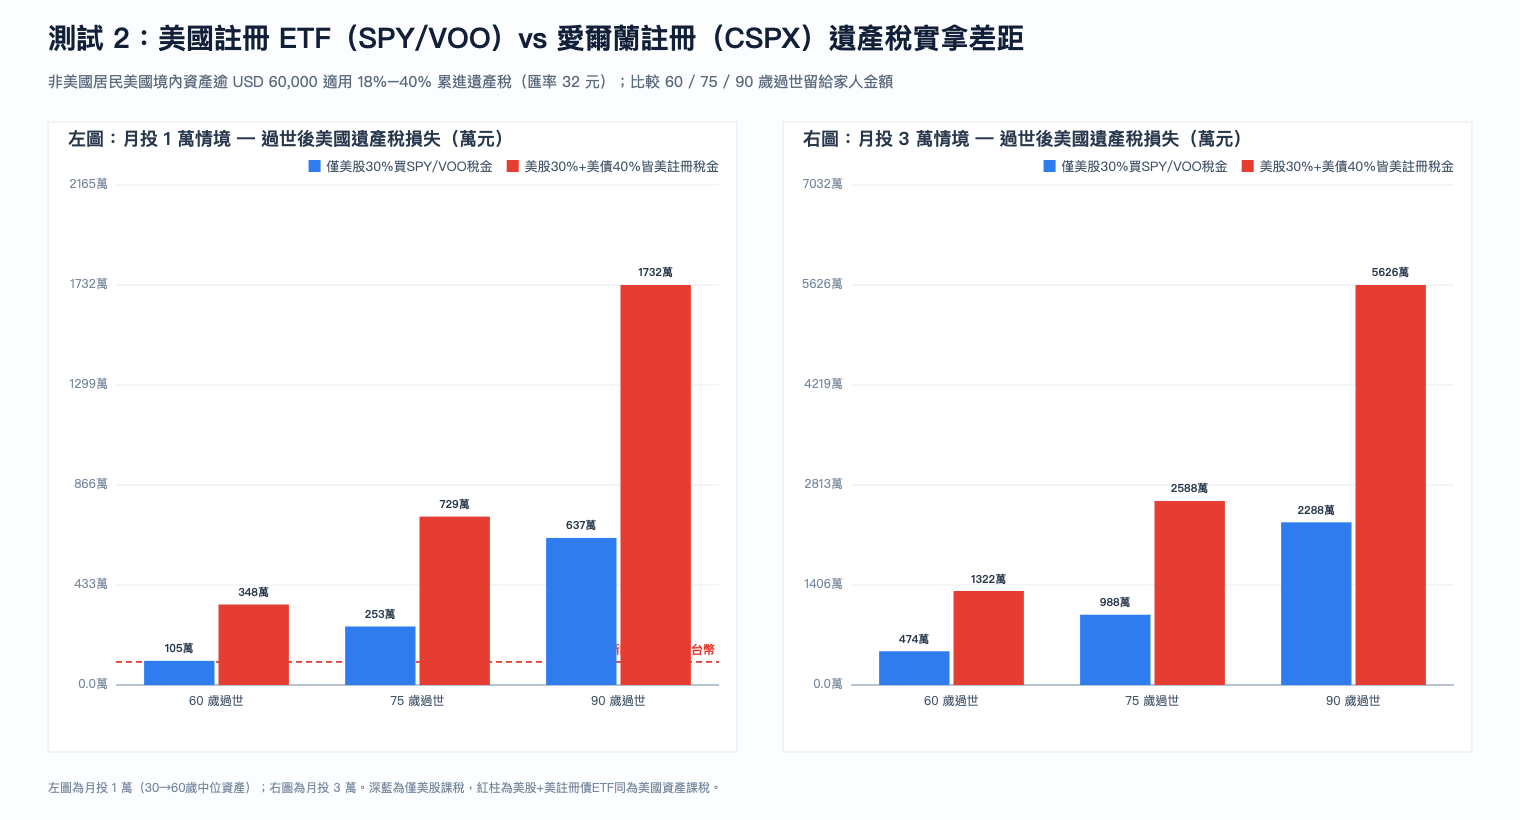 測試 2：美國註冊 ETF（SPY/VOO）vs 愛爾蘭註冊（CSPX）遺產稅實拿差距
非美國居民美國境內資產逾 USD 60,000 適用 18%–40% 累進遺產稅（匯率 32 元）；比較 60 / 75 / 90 歲過世留給家人金額
左圖：月投 1 萬情境 — 過世後美國遺產稅損失（萬元）
僅美股30%買SPY/VOO稅金
美股30%+美債40%皆美註冊稅金
2165萬
1732萬
1299萬
866萬
433萬
0.0萬
105萬
348萬
253萬
729萬
637萬
1732萬
台幣
60 歲過世
75 歲過世
90 歲過世
右圖：月投 3 萬情境 — 過世後美國遺產稅損失（萬元）
僅美股30%買SPY/VOO稅金
美股30%+美債40%皆美註冊稅金
7032萬
5626萬
4219萬
2813萬
1406萬
0.0萬
474萬
1322萬
988萬
2588萬
2288萬
5626萬
60 歲過世
75 歲過世
90 歲過世
左圖為月投 1 萬（30→60歲中位資產）；右圖為月投 3 萬。深藍為僅美股課稅，紅柱為美股+美註冊債ETF同為美國資產課稅。